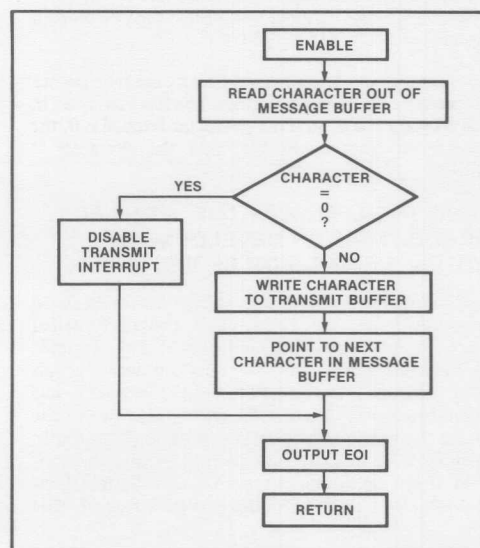 ENABLE
READ CHARACTER OUT OF
MESSAGE BUFFER
CHARACTER
=
0
?
YES
DISABLE
TRANSMIT
INTERRUPT
NO
WRITE CHARACTER
TO TRANSMIT BUFFER
POINT TO NEXT
CHARACTER IN MESSAGE
BUFFER
OUTPUT EOI
RETURN